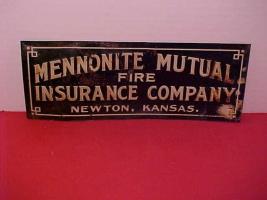 MENNONITE MUTUAL
FIRE
INSURANCE COMPANY
NEWTON, KANSAS.